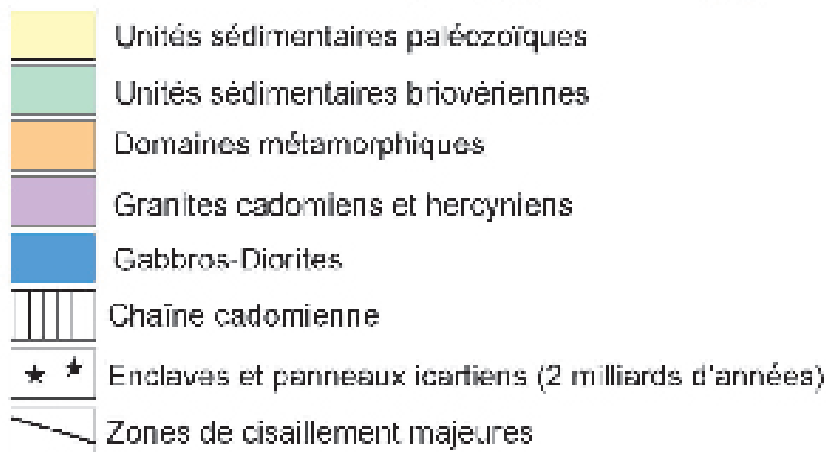 Unités sédimentaires paléozoïques
Unités sédimentaires briovériennes
Domaines métamorphiques
Granites cadomiens et hercyniens
Gabbros-Diorites
Chaîne cadomienne
Enclaves et panneaux icartiens (2 milliards d'années)
Zones de cisaillement majeures